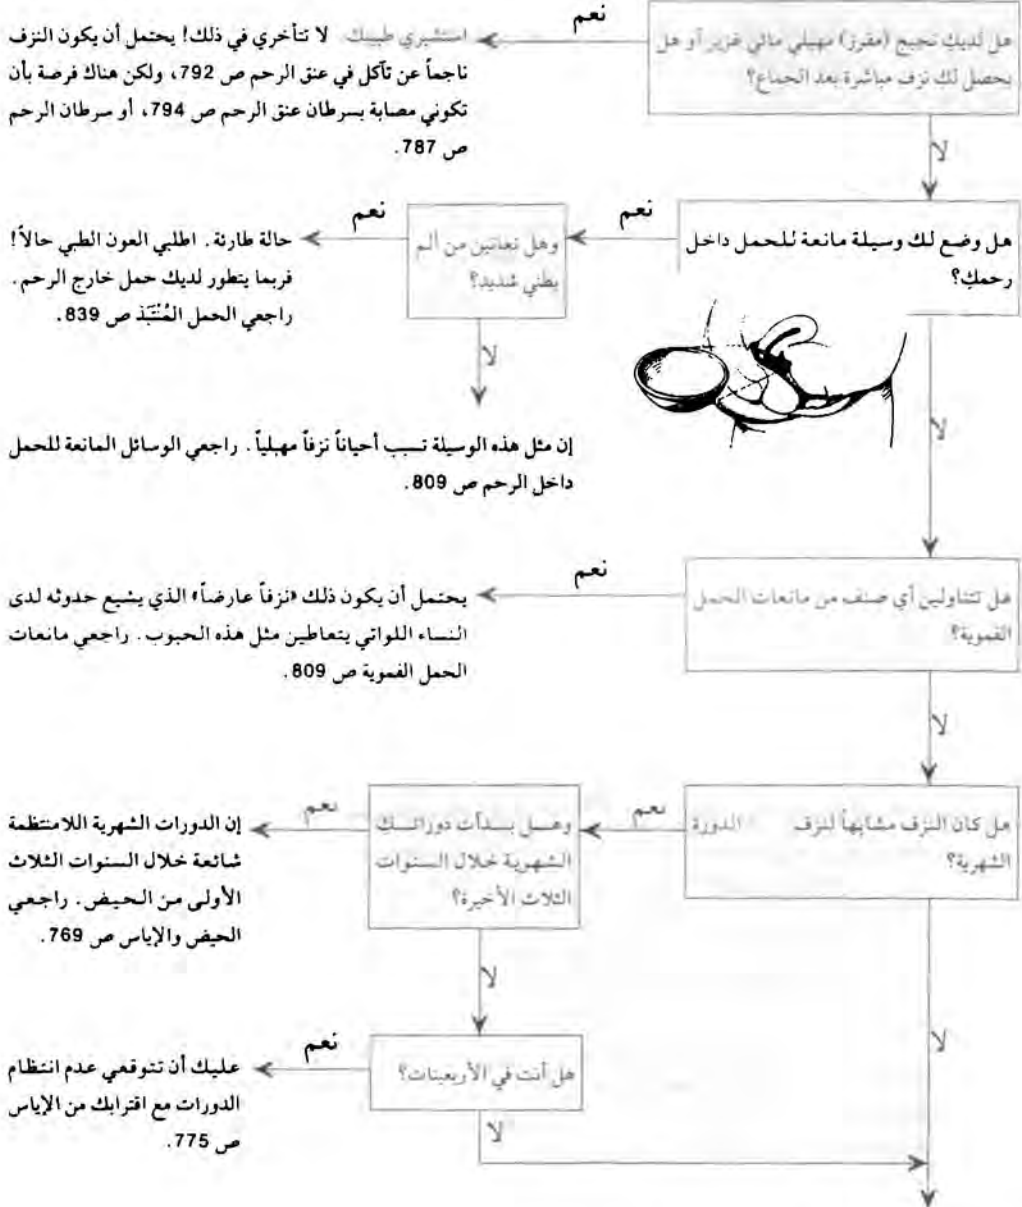 هل لديك نجيج (مفرز) مهبلي مائي غزير أو هل
يحصل لك نزف مباشرة بعد الجماع؟
نعم
استشيري طبيبك. لا تتأخري في ذلك! يحتمل أن يكون النزف
ناجماً عن تآكل في عنق الرحم ص 792، ولكن هناك فرصة بأن
تكوني مصابة بسرطان عنق الرحم ص 794، أو سرطان الرحم
ص 787.
لا
هل وضع لك وسيلة مانعة للحمل داخل
رحمك؟
نعم
وهل تعانين من ألم
بطني شديد؟
نعم
حالة طارئة. اطلبي العون الطبي حالاً!
فربما يتطور لديك حمل خارج الرحم.
راجعي الحمل المُنْتَبَذ ص 839.
لا
إن مثل هذه الوسيلة تسبب أحياناً نزفاً مهبلياً. راجعي الوسائل المانعة للحمل
داخل الرحم ص 809.
لا
هل تتناولين أي صنف من مانعات الحمل
الفموية؟
نعم
يحتمل أن يكون ذلك «نزفاً عارضاً» الذي يشيع حدوثه لدى
النساء اللواتي يتعاطين مثل هذه الحبوب. راجعي مانعات
الحمل الفموية ص 809.
لا
هل كان النزف مشابهاً لنزف الدورة
الشهرية؟
نعم
وهل بدأت دوراتك
الشهرية خلال السنوات
الثلاث الأخيرة؟
نعم
إن الدورات الشهرية اللامنتظمة
شائعة خلال السنوات الثلاث
الأولى من الحيض. راجعي
الحيض والإياس ص 769.
لا
هل أنت في الأربعينات؟
نعم
عليك أن تتوقعي عدم انتظام
الدورات مع اقترابك من الإياس
ص 775.
لا
لا